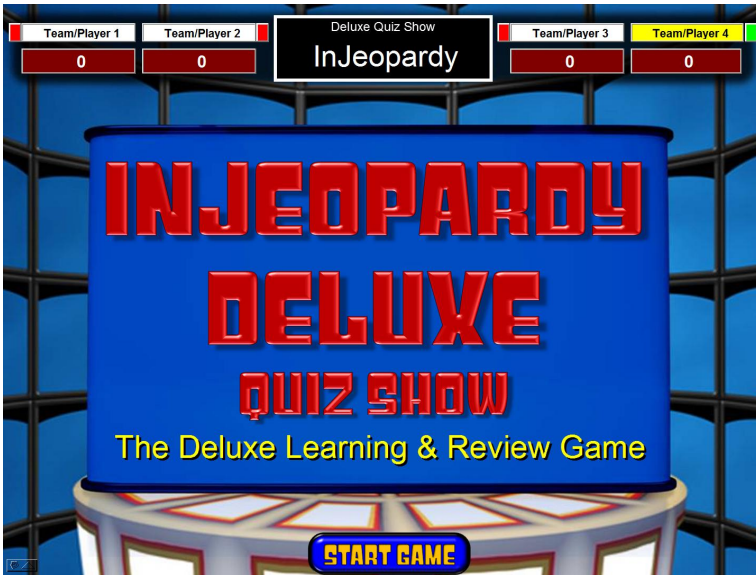 Team/Player 1
Team/Player 2
Deluxe Quiz Show
InJeopardy
Team/Player 3
Team/Player 4
0
0
0
0
INJEOPARDY
DELUXE
QUIZ SHOW
The Deluxe Learning & Review Game
START GAME